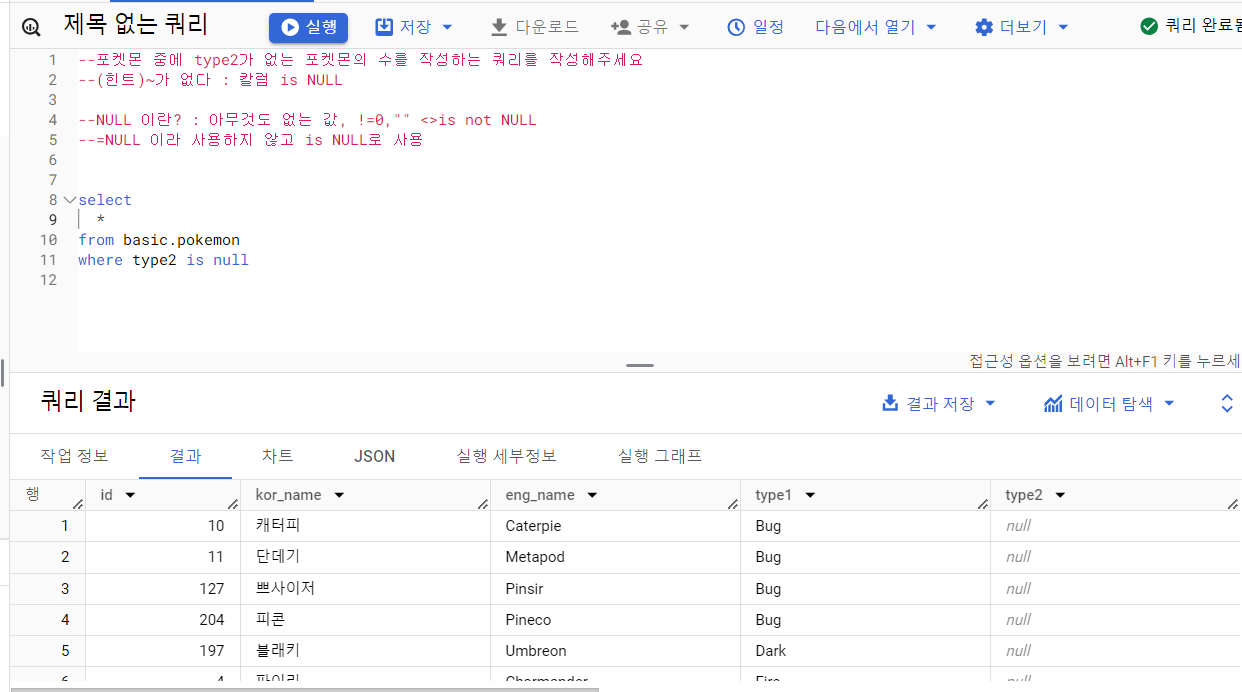 제목 없는 쿼리 실행 저장 다운로드 공유 일정 다음에서 열기 더보기 쿼리 완료됨
1 --포켓몬 중에 type2가 없는 포켓몬의 수를 작성하는 쿼리를 작성해주세요
2 --(힌트)~가 없다 : 칼럼 is NULL
3
4 --NULL 이란? : 아무것도 없는 값, !=0,"" <>is not NULL
5 --=NULL 이라 사용하지 않고 is NULL로 사용
6
7
8 select
9 *
10 from basic.pokemon
11 where type2 is null
12
접근성 옵션을 보려면 Alt+F1 키를 누르세
쿼리 결과 결과 저장 데이터 탐색
작업 정보 결과 차트 JSON 실행 세부정보 실행 그래프
행 id kor_name eng_name type1 type2
1 10 캐터피 Caterpie Bug null
2 11 단데기 Metapod Bug null
3 127 쁘사이저 Pinsir Bug null
4 204 피콘 Pineco Bug null
5 197 블래키 Umbreon Dark null
6 4 파이리 Charmander Fire null